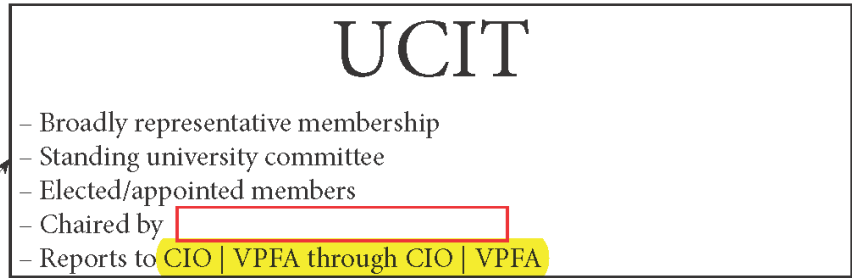 UCIT
– Broadly representative membership
– Standing university committee
– Elected/appointed members
– Chaired by
– Reports to CIO | VPFA through CIO | VPFA